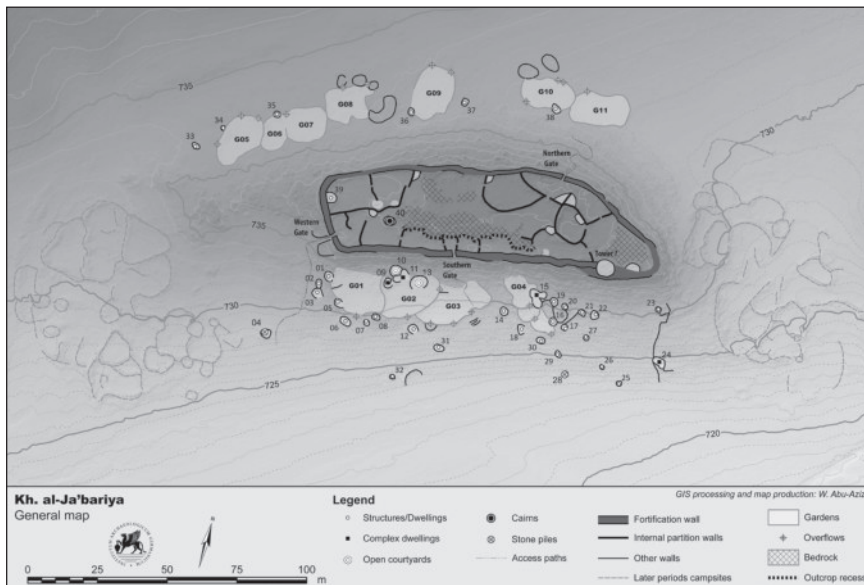 735
G09
G10
G08
37
36
38
G11
35
34
G07
33
G05
G06
730
Northern
Gate
39
40
735
Western
Gate
Tower ?
Southern
Gate
10
01
11
09
13
02
G01
G04
15
03
G02
19
23
05
G03
20
730
14
21
22
06
07
08
16
04
12
18
17
27
31
30
29
24
32
28
26
725
25
720
Kh. al-Ja'bariya
General map
N
0 25 50 75 100
m
Legend
Structures/Dwellings
Complex dwellings
Open courtyards
Cairns
Stone piles
Access paths
GIS processing and map production: W. Abu-Aziz
Fortification wall
Internal partition walls
Other walls
Later periods campsites
Gardens
Overflows
Bedrock
Outcrop recess